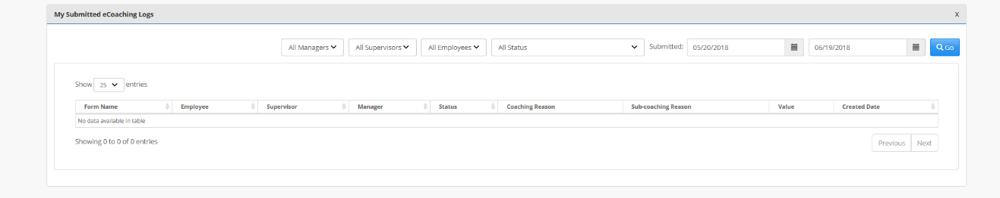 My Submitted eCoaching Logs X
All Managers All Supervisors All Employees All Status Submitted: 05/20/2018 06/19/2018 Go
Show 25 entries
Form Name Employee Supervisor Manager Status Coaching Reason Sub-coaching Reason Value Created Date
No data available in table
Showing 0 to 0 of 0 entries Previous Next